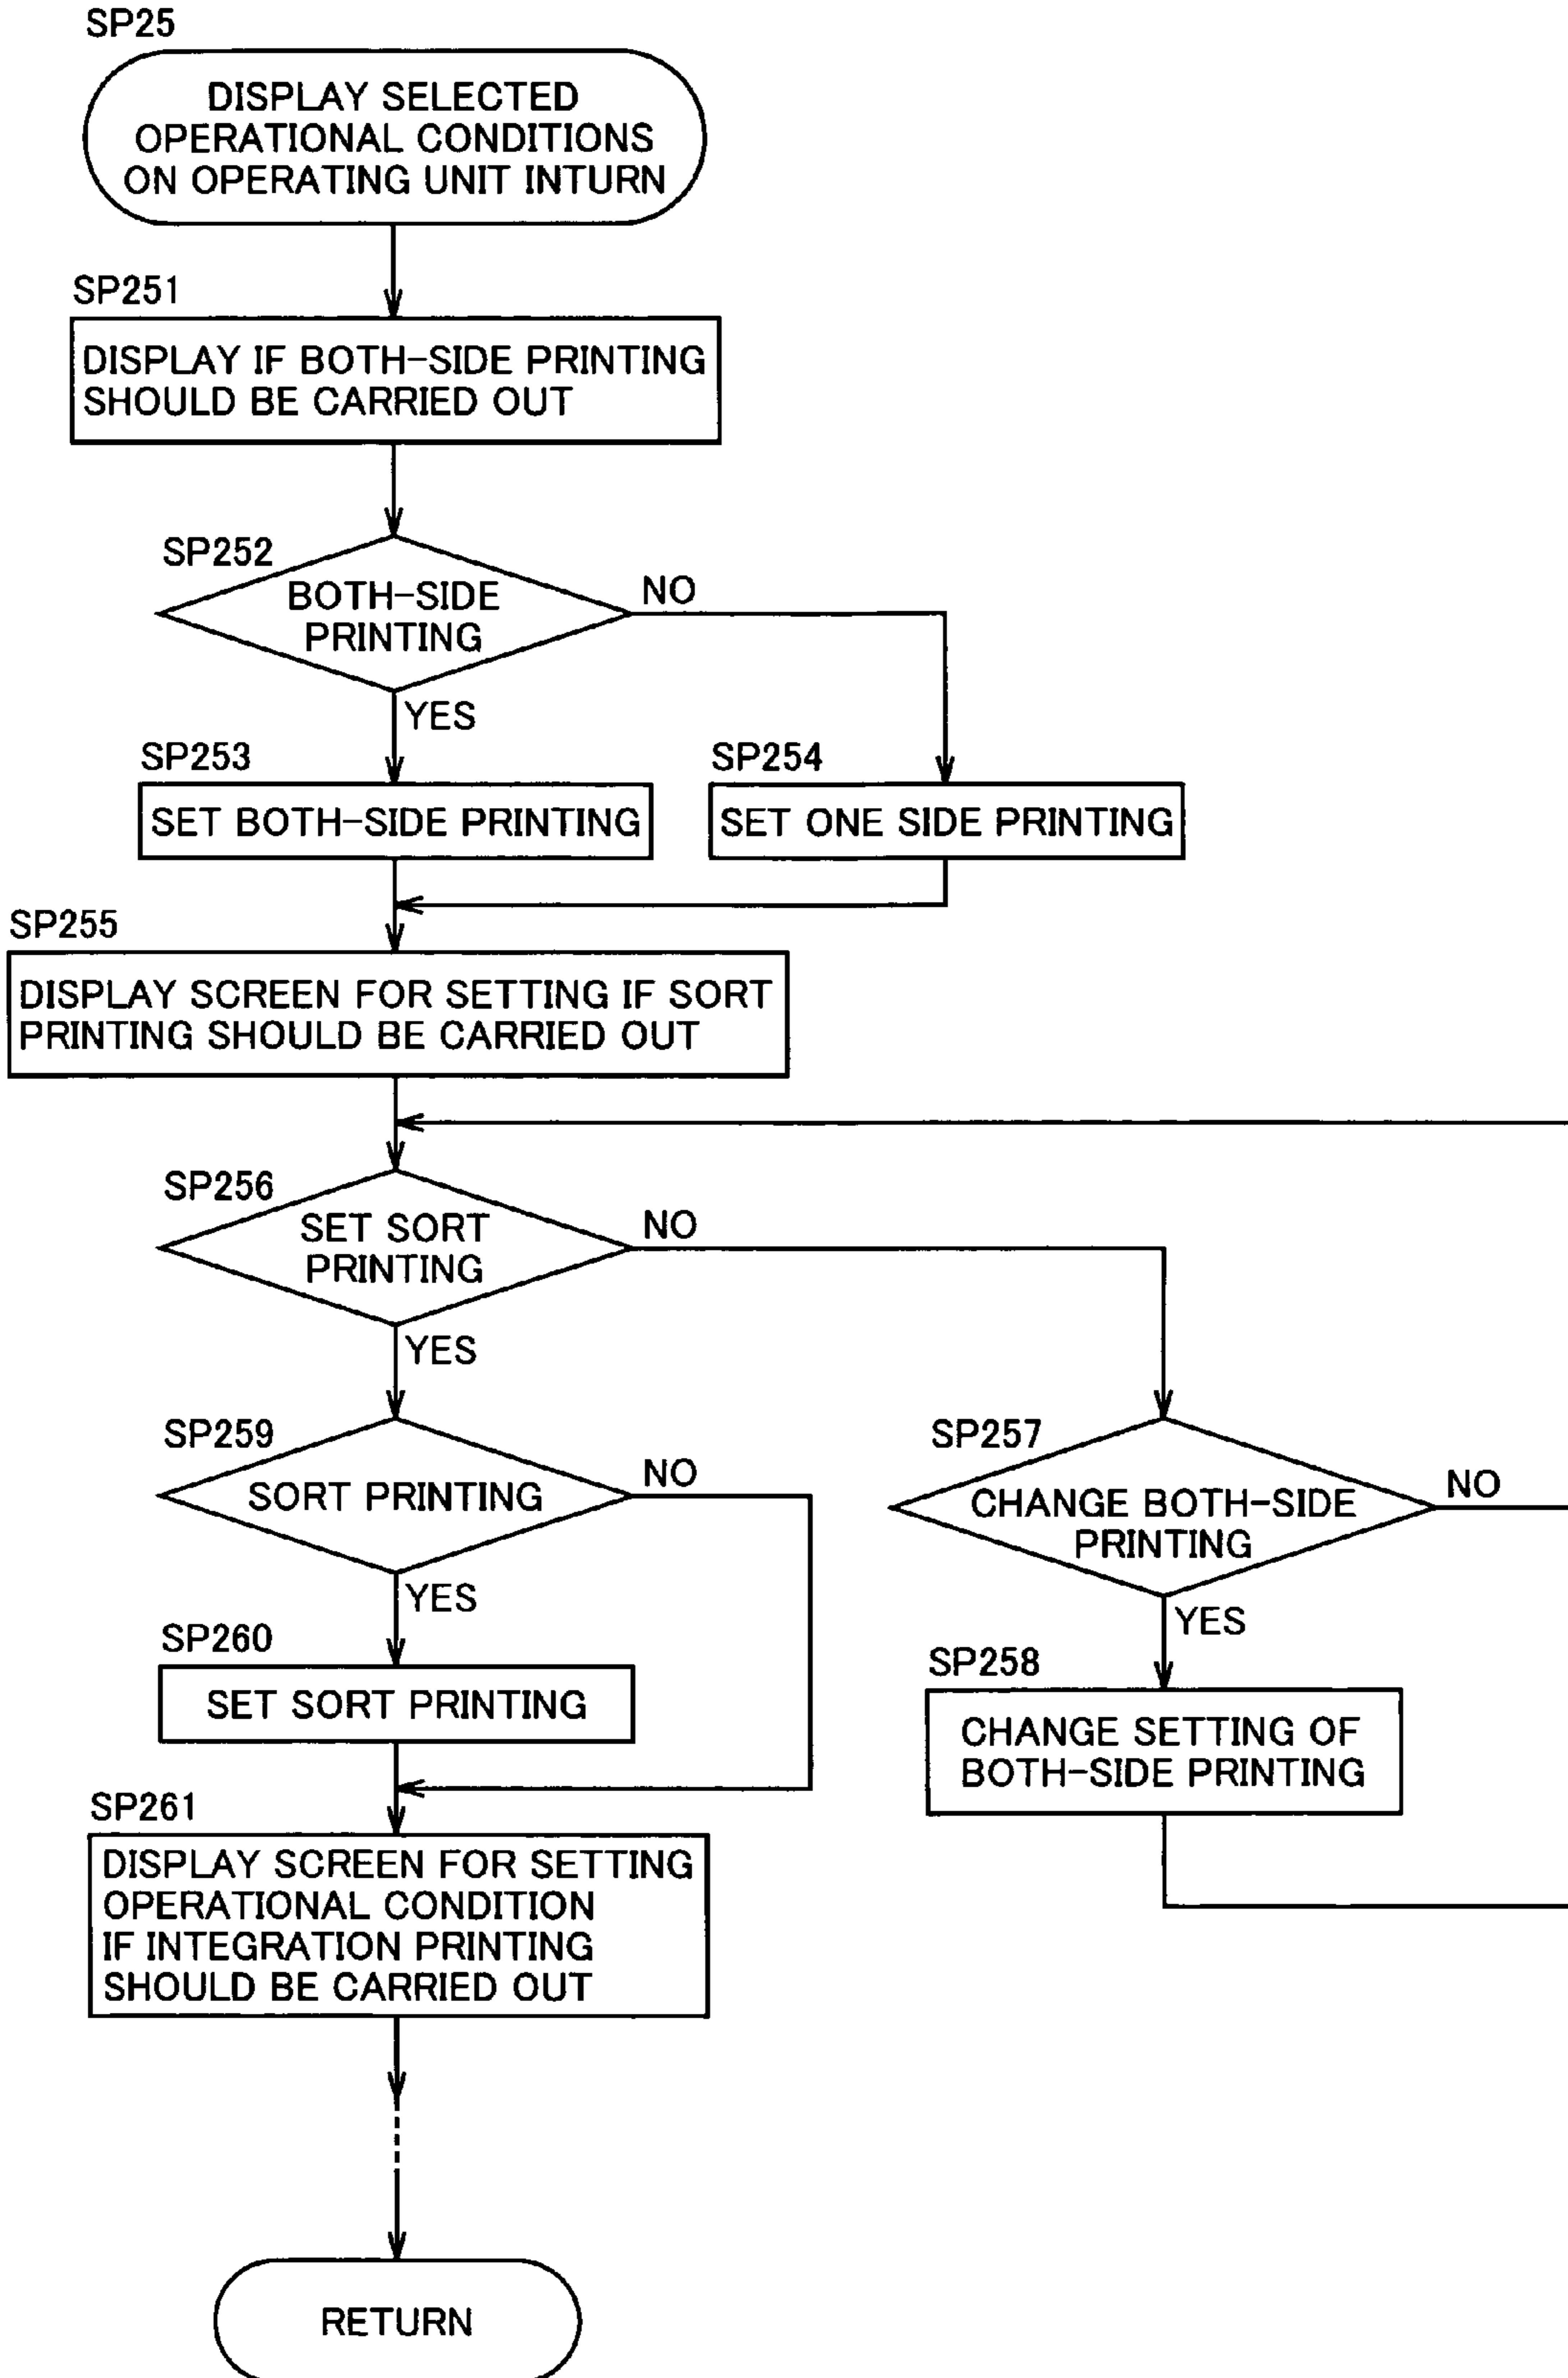 SP25
DISPLAY SELECTED
OPERATIONAL CONDITIONS
ON OPERATING UNIT INTURN
SP251
DISPLAY IF BOTH-SIDE PRINTING
SHOULD BE CARRIED OUT
SP252
BOTH-SIDE
PRINTING
NO
YES
SP253
SET BOTH-SIDE PRINTING
SP254
SET ONE SIDE PRINTING
SP255
DISPLAY SCREEN FOR SETTING IF SORT
PRINTING SHOULD BE CARRIED OUT
SP256
SET SORT
PRINTING
NO
YES
SP259
SORT PRINTING
NO
YES
SP257
CHANGE BOTH-SIDE
PRINTING
NO
YES
SP260
SET SORT PRINTING
SP258
CHANGE SETTING OF
BOTH-SIDE PRINTING
SP261
DISPLAY SCREEN FOR SETTING
OPERATIONAL CONDITION
IF INTEGRATION PRINTING
SHOULD BE CARRIED OUT
RETURN